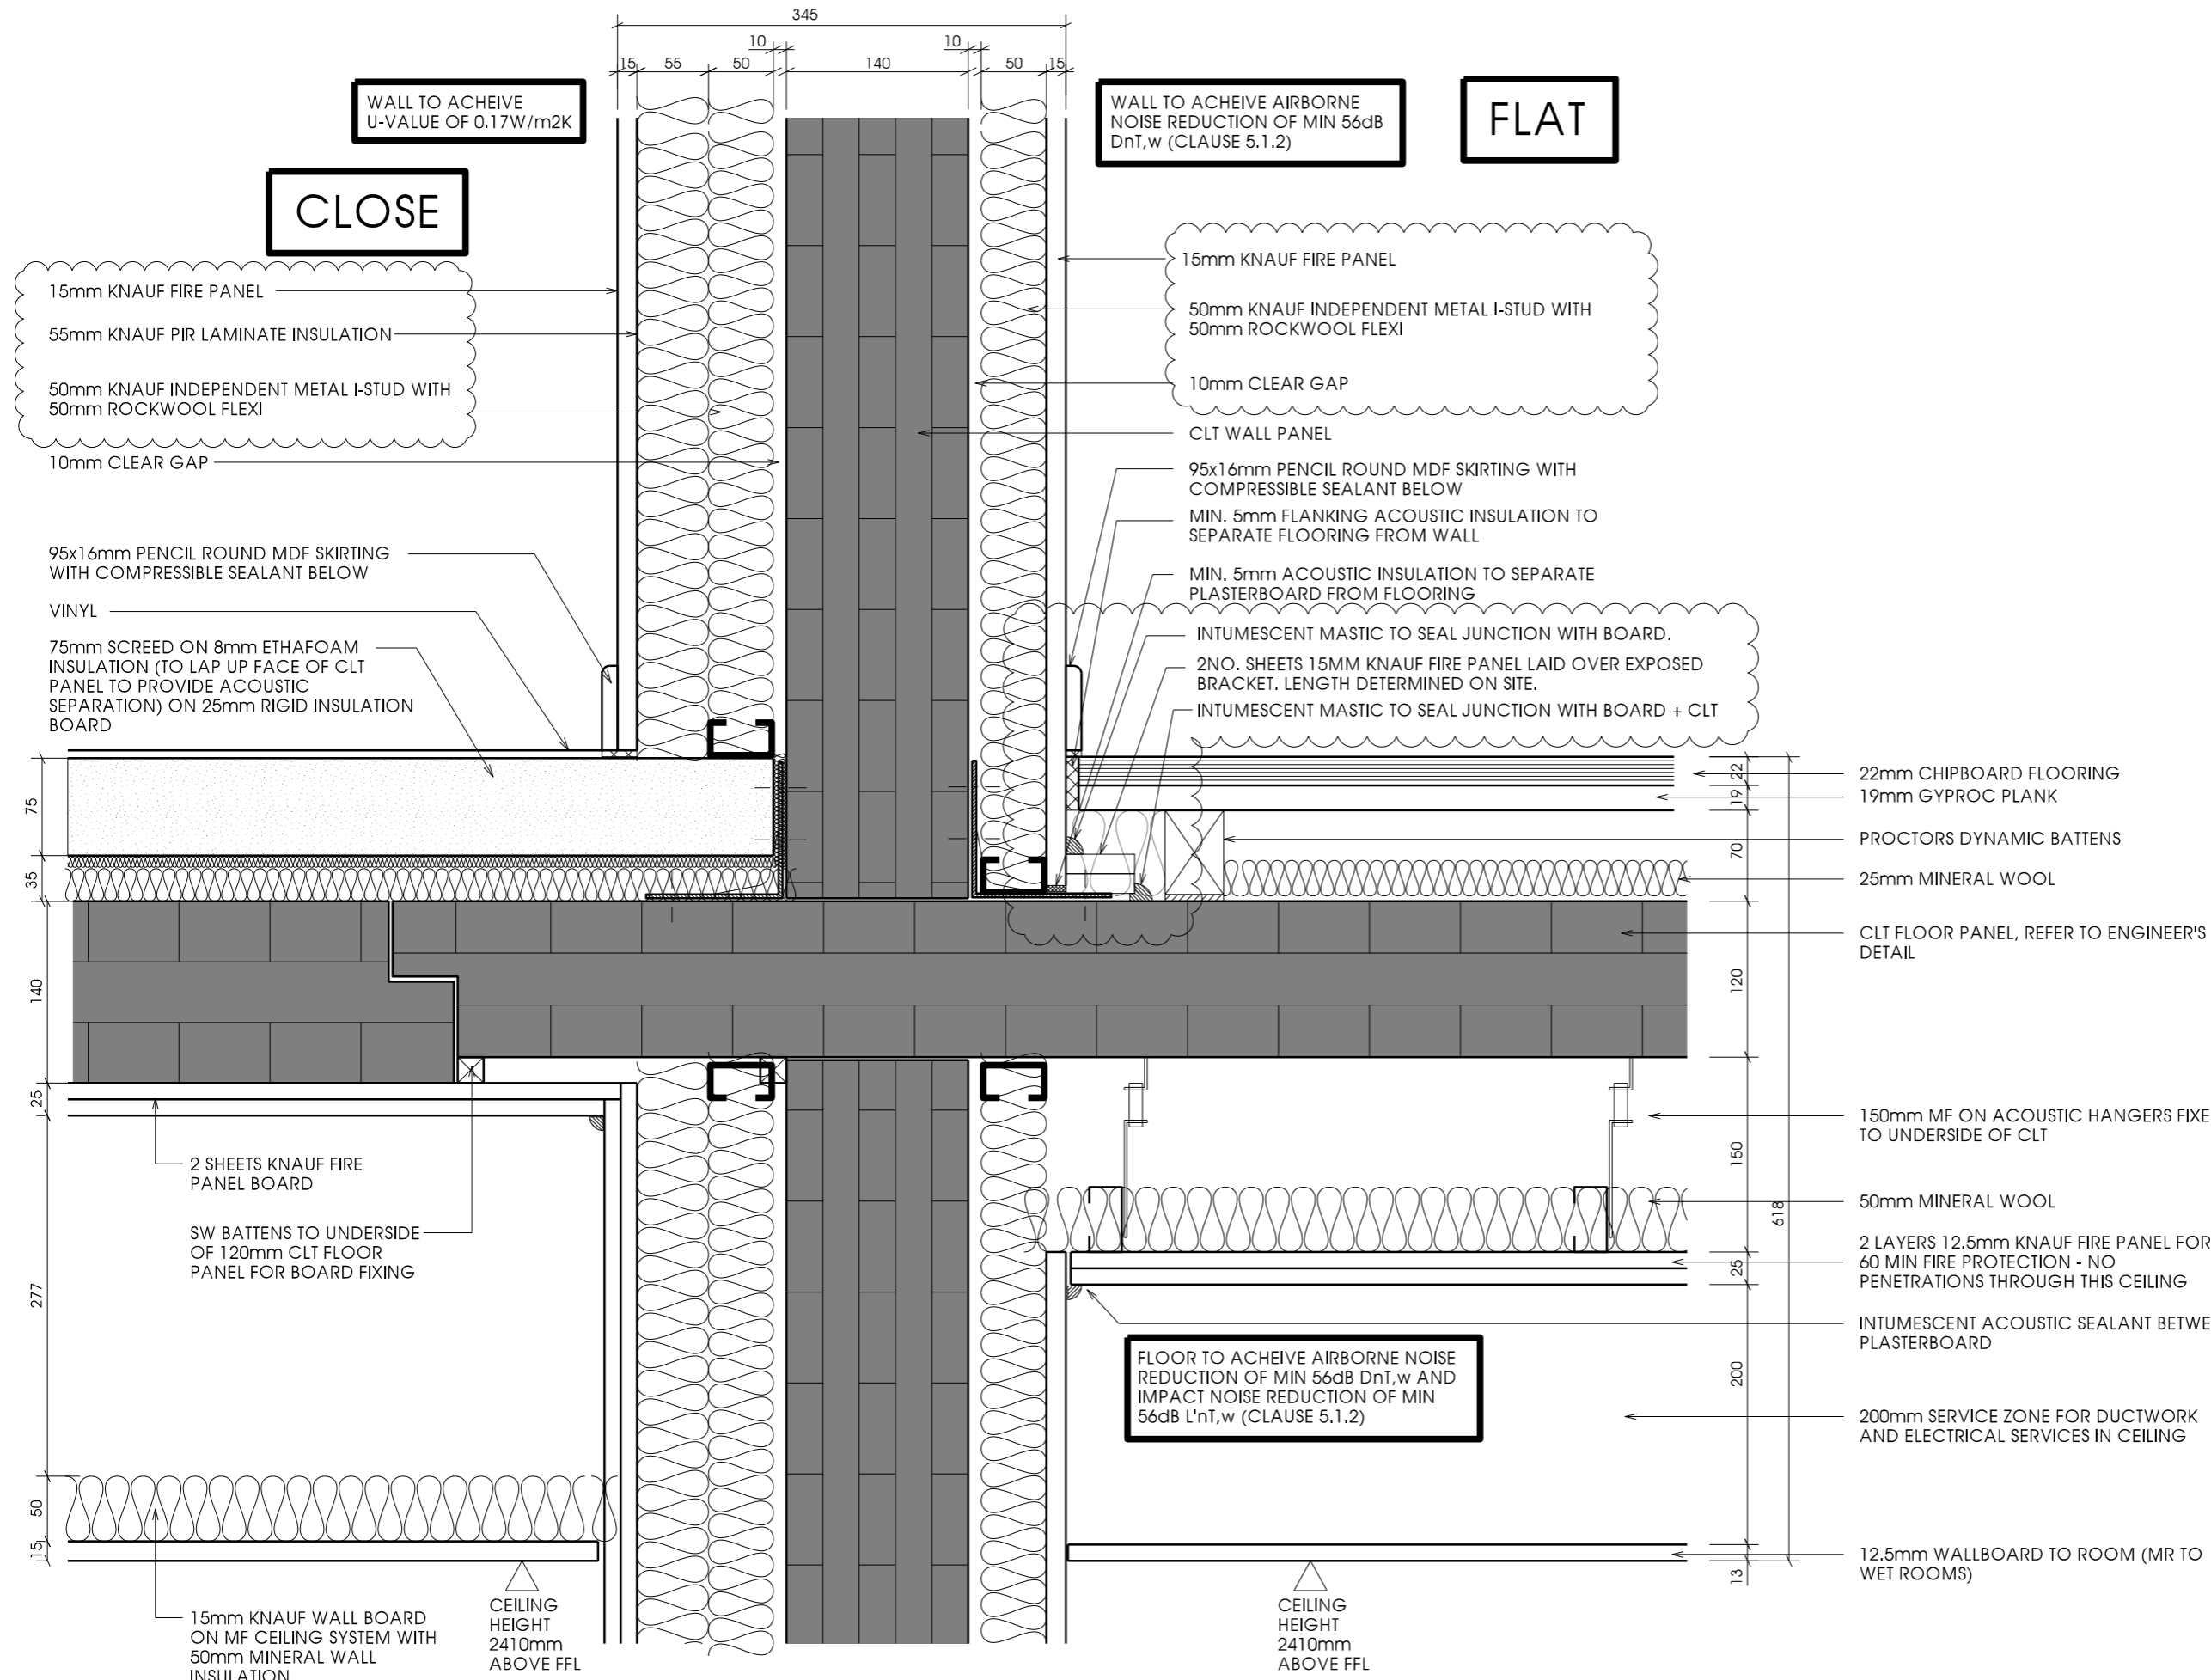 345
10
10
15
55
50
140
50
15
WALL TO ACHEIVE
U-VALUE OF 0.17W/m2K
WALL TO ACHEIVE AIRBORNE
NOISE REDUCTION OF MIN 56dB
DnT,w (CLAUSE 5.1.2)
FLAT
CLOSE
15mm KNAUF FIRE PANEL
55mm KNAUF PIR LAMINATE INSULATION
50mm KNAUF INDEPENDENT METAL I-STUD WITH
50mm ROCKWOOL FLEXI
10mm CLEAR GAP
95x16mm PENCIL ROUND MDF SKIRTING
WITH COMPRESSIBLE SEALANT BELOW
VINYL
75mm SCREED ON 8mm ETHAFOAM
INSULATION (TO LAP UP FACE OF CLT
PANEL TO PROVIDE ACOUSTIC
SEPARATION) ON 25mm RIGID INSULATION
BOARD
15mm KNAUF FIRE PANEL
50mm KNAUF INDEPENDENT METAL I-STUD WITH
50mm ROCKWOOL FLEXI
10mm CLEAR GAP
CLT WALL PANEL
95x16mm PENCIL ROUND MDF SKIRTING WITH
COMPRESSIBLE SEALANT BELOW
MIN. 5mm FLANKING ACOUSTIC INSULATION TO
SEPARATE FLOORING FROM WALL
MIN. 5mm ACOUSTIC INSULATION TO SEPARATE
PLASTERBOARD FROM FLOORING
INTUMESCENT MASTIC TO SEAL JUNCTION WITH BOARD.
2NO. SHEETS 15MM KNAUF FIRE PANEL LAID OVER EXPOSED
BRACKET. LENGTH DETERMINED ON SITE.
INTUMESCENT MASTIC TO SEAL JUNCTION WITH BOARD + CLT
75
35
140
25
277
50
15
22
19
70
120
150
25
200
13
618
22mm CHIPBOARD FLOORING
19mm GYPROC PLANK
PROCTORS DYNAMIC BATTENS
25mm MINERAL WOOL
CLT FLOOR PANEL, REFER TO ENGINEER'S
DETAIL
150mm MF ON ACOUSTIC HANGERS FIXE
TO UNDERSIDE OF CLT
50mm MINERAL WOOL
2 LAYERS 12.5mm KNAUF FIRE PANEL FOR
60 MIN FIRE PROTECTION - NO
PENETRATIONS THROUGH THIS CEILING
INTUMESCENT ACOUSTIC SEALANT BETWE
PLASTERBOARD
200mm SERVICE ZONE FOR DUCTWORK
AND ELECTRICAL SERVICES IN CEILING
12.5mm WALLBOARD TO ROOM (MR TO
WET ROOMS)
2 SHEETS KNAUF FIRE
PANEL BOARD
SW BATTENS TO UNDERSIDE
OF 120mm CLT FLOOR
PANEL FOR BOARD FIXING
FLOOR TO ACHEIVE AIRBORNE NOISE
REDUCTION OF MIN 56dB DnT,w AND
IMPACT NOISE REDUCTION OF MIN
56dB L'nT,w (CLAUSE 5.1.2)
15mm KNAUF WALL BOARD
ON MF CEILING SYSTEM WITH
50mm MINERAL WALL
INSULATION
CEILING
HEIGHT
2410mm
ABOVE FFL
CEILING
HEIGHT
2410mm
ABOVE FFL